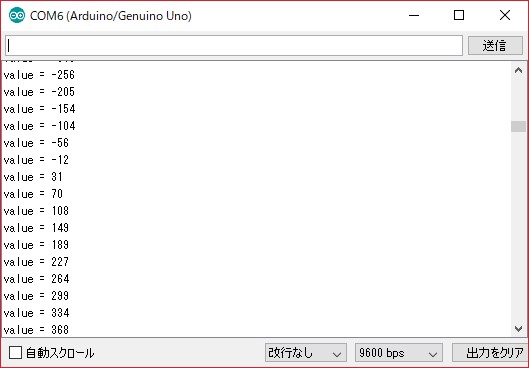 COM6 (Arduino/Genuino Uno)
送信
value = -256
value = -205
value = -154
value = -104
value = -56
value = -12
value = 31
value = 70
value = 108
value = 149
value = 189
value = 227
value = 264
value = 299
value = 334
value = 368
自動スクロール
改行なし
9600 bps
出力をクリア